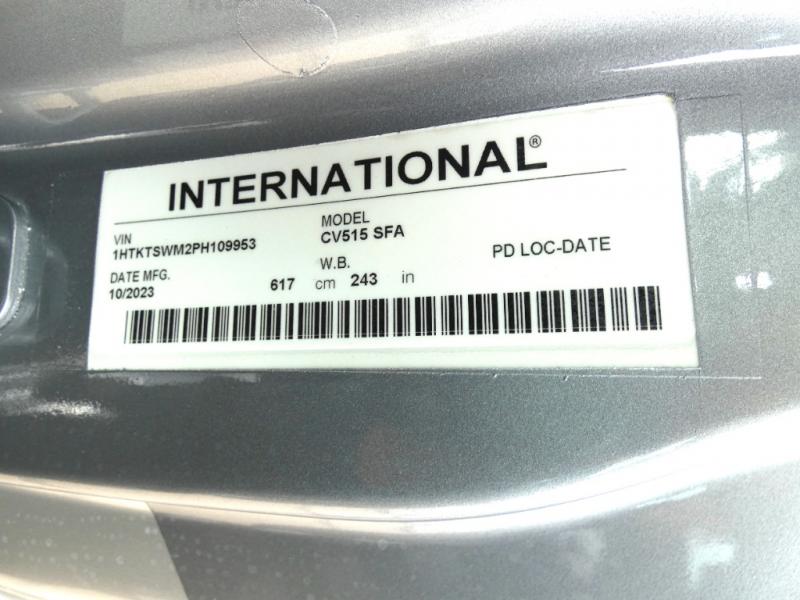 INTERNATIONAL®
VIN
1HTKTSWM2PH109953
MODEL
CV515 SFA
DATE MFG.
10/2023
W.B.
617 cm 243 in
PD LOC-DATE